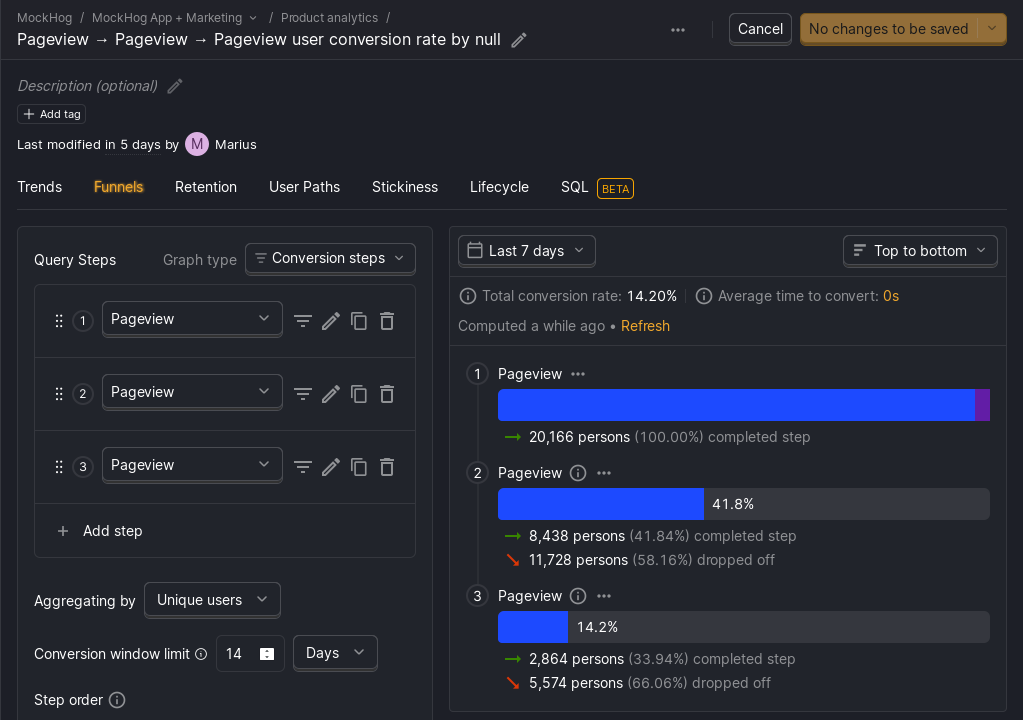 MockHog / MockHog App + Marketing / Product analytics /
Pageview → Pageview → Pageview user conversion rate by null
Cancel
No changes to be saved
Description (optional)
+ Add tag
Last modified in 5 days by M Marius
Trends Funnels Retention User Paths Stickiness Lifecycle SQL BETA
Query Steps Graph type Conversion steps
1 Pageview
2 Pageview
3 Pageview
+ Add step
Aggregating by Unique users
Conversion window limit 14 Days
Step order
Last 7 days
Top to bottom
Total conversion rate: 14.20% Average time to convert: 0s
Computed a while ago • Refresh
1 Pageview
→ 20,166 persons (100.00%) completed step
2 Pageview
41.8%
→ 8,438 persons (41.84%) completed step
↘ 11,728 persons (58.16%) dropped off
3 Pageview
14.2%
→ 2,864 persons (33.94%) completed step
↘ 5,574 persons (66.06%) dropped off